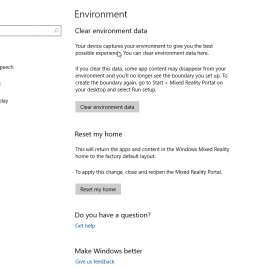 Environment
Clear environment data
Your device captures your environment to give you the best
possible experience. You can clear environment data here.
If you clear this data, some app content may disappear from your
environment and you'll no longer see the boundary you set up. To
create the boundary again, go to Start > Mixed Reality Portal on
your desktop and select Run setup.
Clear environment data
Reset my home
This will return the apps and content in the Windows Mixed Reality
home to the factory default layout.
To apply this change, close and reopen the Mixed Reality Portal.
Reset my home
Do you have a question?
Get help
Make Windows better
Give us feedback